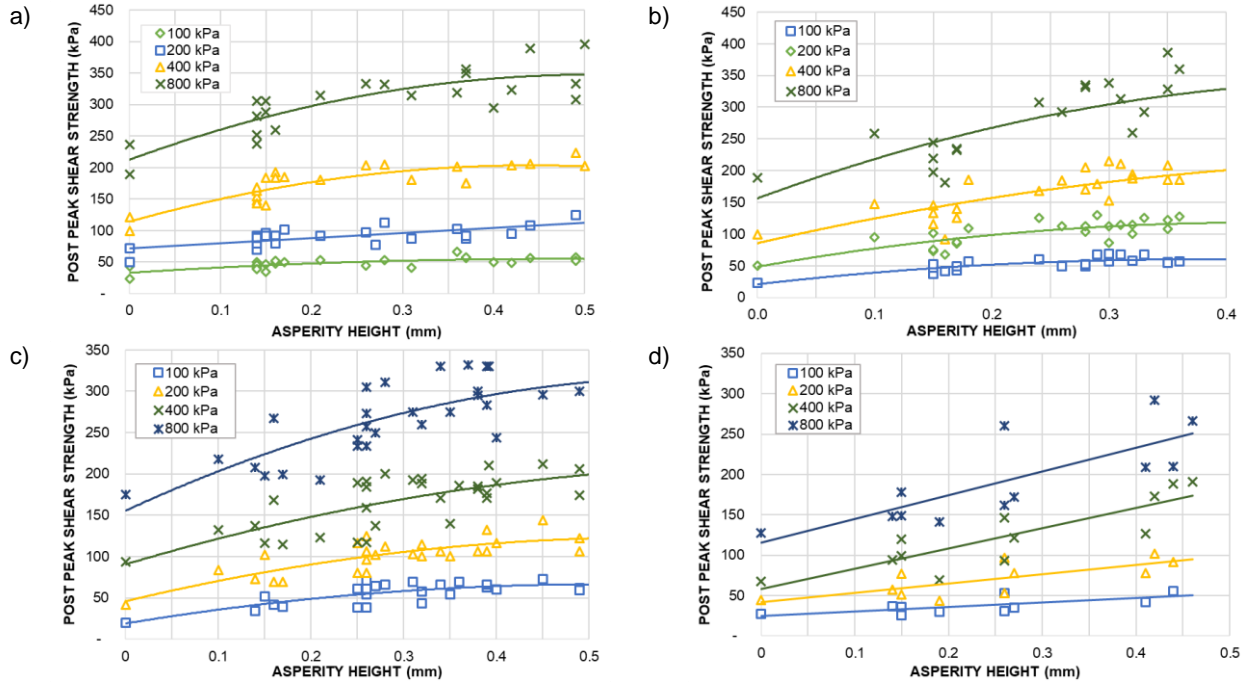 a)
POST PEAK SHEAR STRENGTH (kPa)
450
400
350
300
250
200
150
100
50
-
100 kPa
200 kPa
400 kPa
800 kPa
0
0.1
0.2
0.3
0.4
0.5
ASPERITY HEIGHT (mm)
b)
POST PEAK SHEAR STRENGTH (kPa)
450
400
350
300
250
200
150
100
50
0
100 kPa
200 kPa
400 kPa
800 kPa
0.0
0.1
0.2
0.3
0.4
ASPERITY HEIGHT (mm)
c)
POST PEAK SHEAR STRENGTH (kPa)
350
300
250
200
150
100
50
-
100 kPa
200 kPa
400 kPa
800 kPa
0
0.1
0.2
0.3
0.4
0.5
ASPERITY HEIGHT (mm)
d)
POST PEAK SHEAR STRENGTH (kPa)
350
300
250
200
150
100
50
-
100 kPa
200 kPa
400 kPa
800 kPa
0
0.1
0.2
0.3
0.4
0.5
ASPERITY HEIGHT (mm)